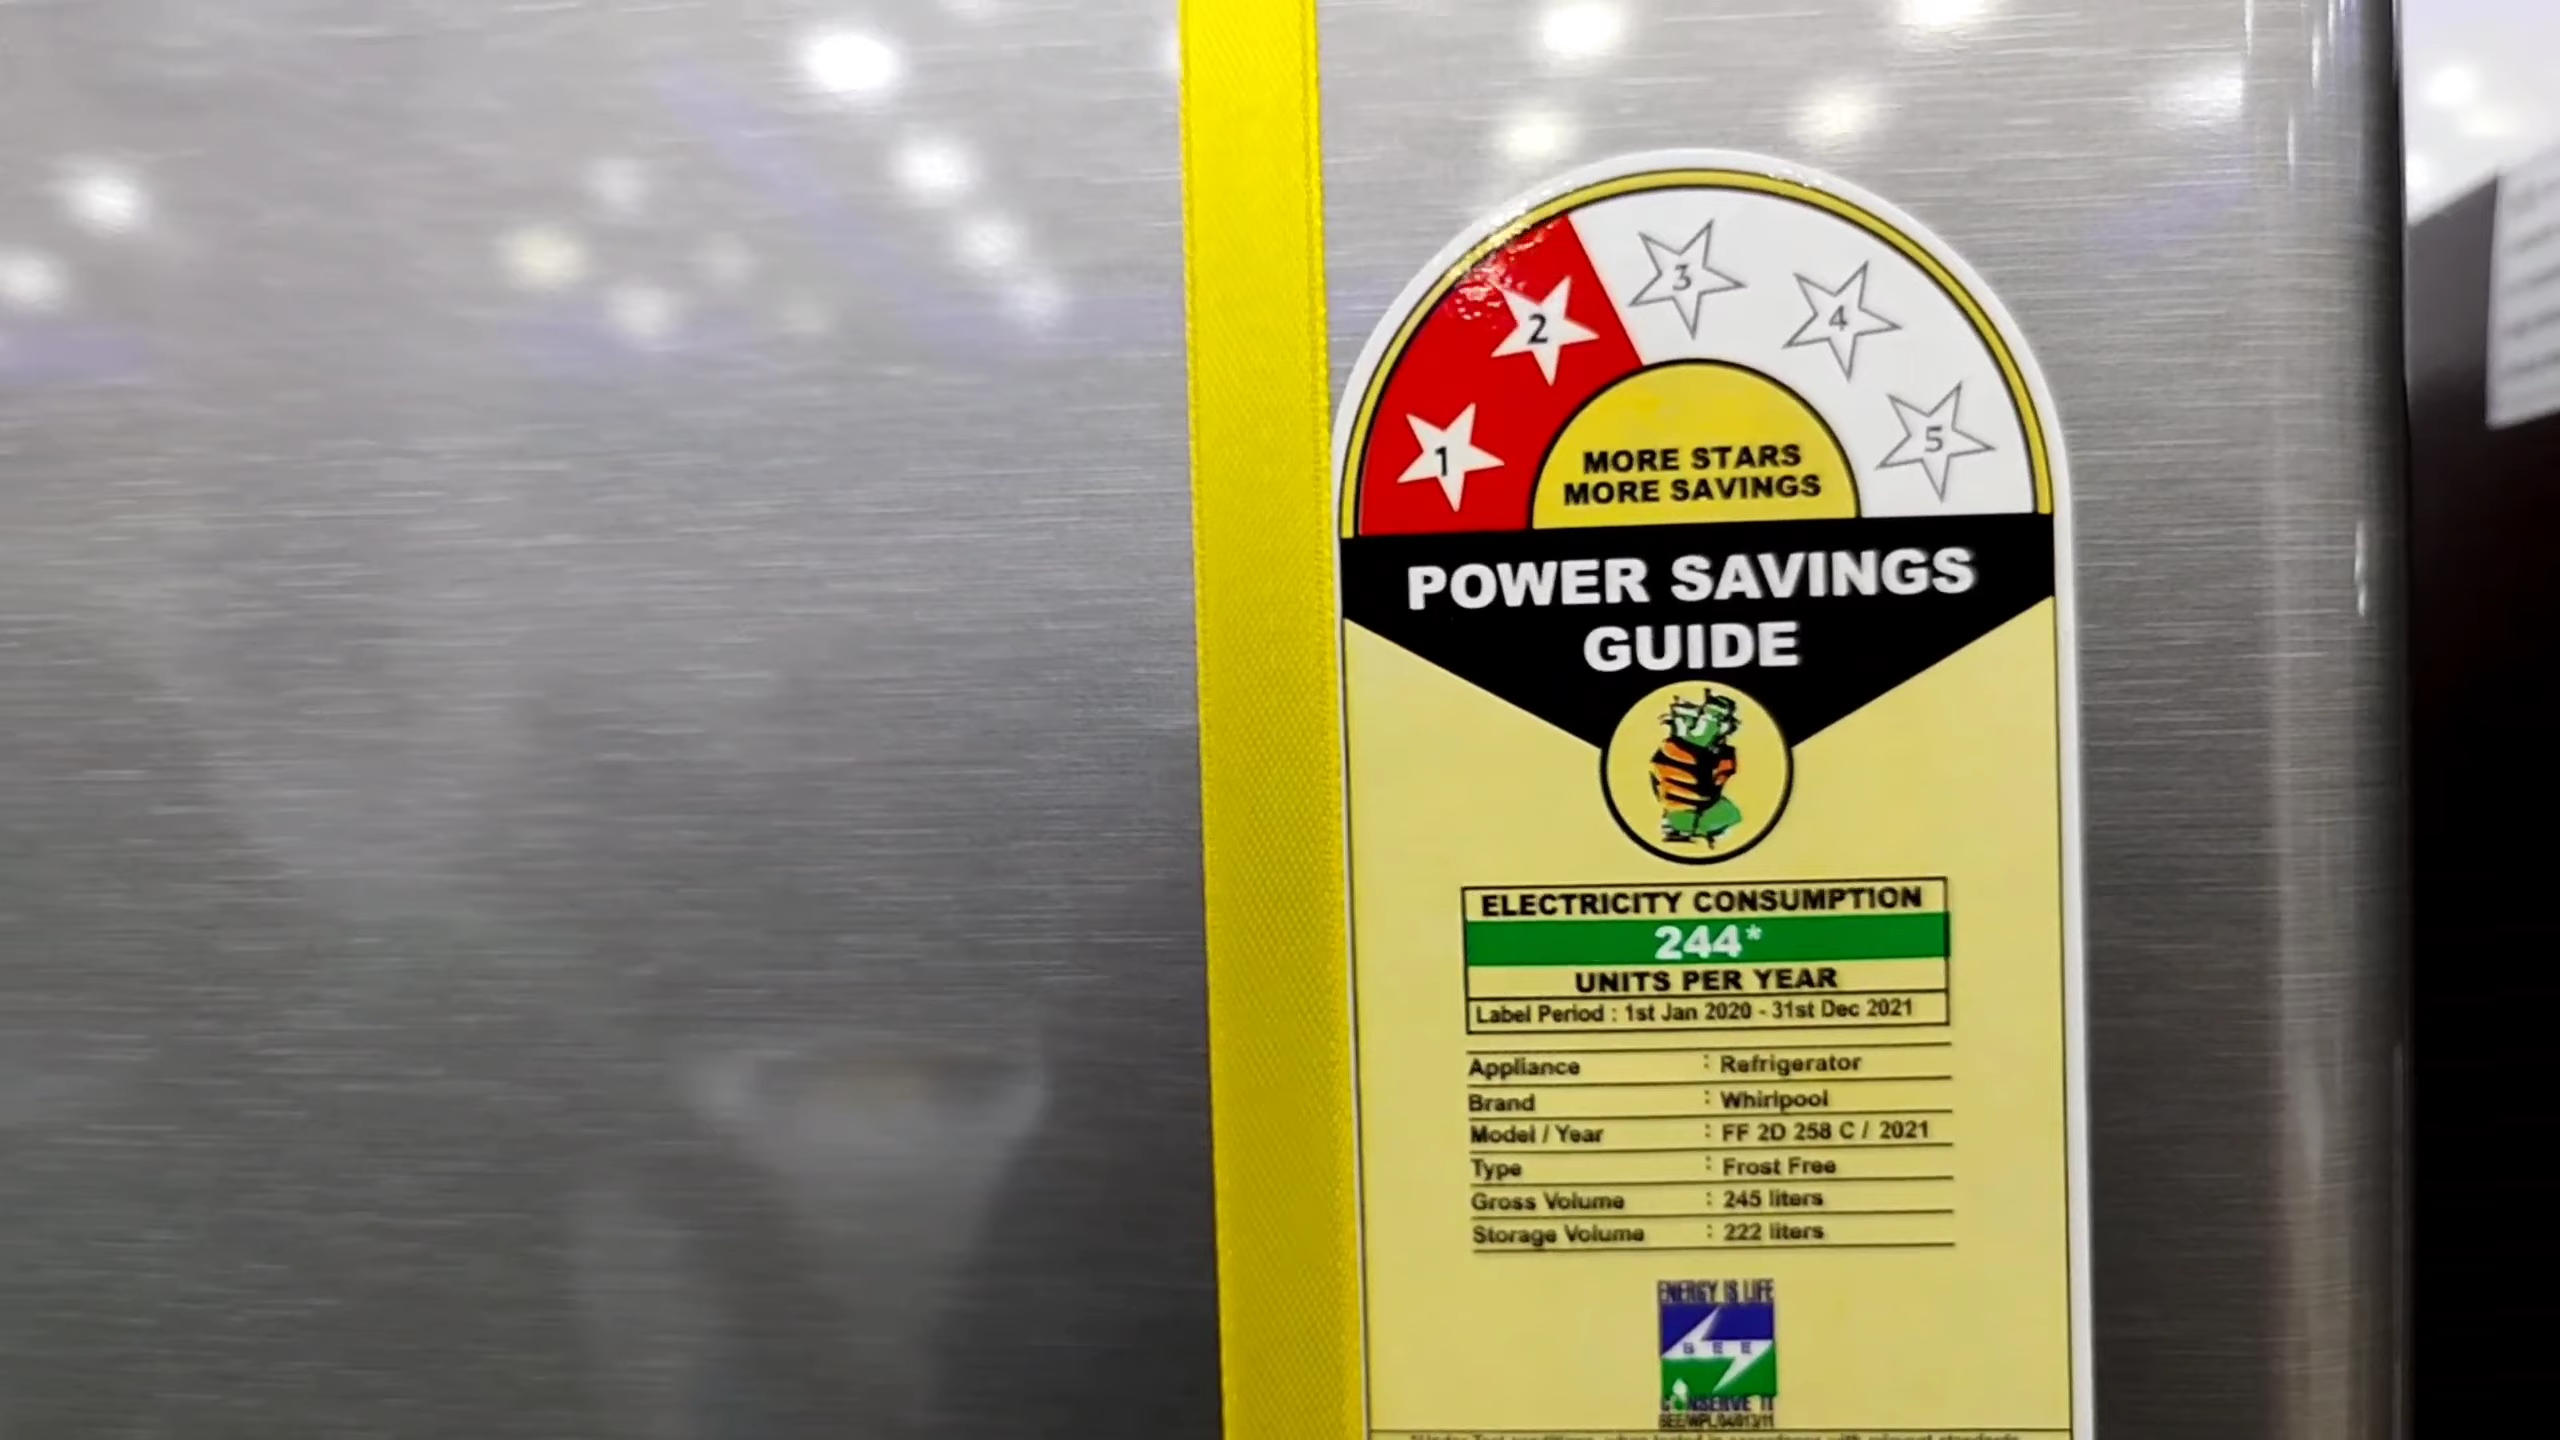 1
2
3
4
5
MORE STARS
MORE SAVINGS
POWER SAVINGS
GUIDE
ELECTRICITY CONSUMPTION
244*
UNITS PER YEAR
Label Period : 1st Jan 2020 - 31st Dec 2021
Appliance : Refrigerator
Brand : Whirlpool
Model / Year : FF 2D 258 C / 2021
Type : Frost Free
Gross Volume : 245 liters
Storage Volume : 222 liters
ENERGY IS LIFE
BEE
CONSERVE IT